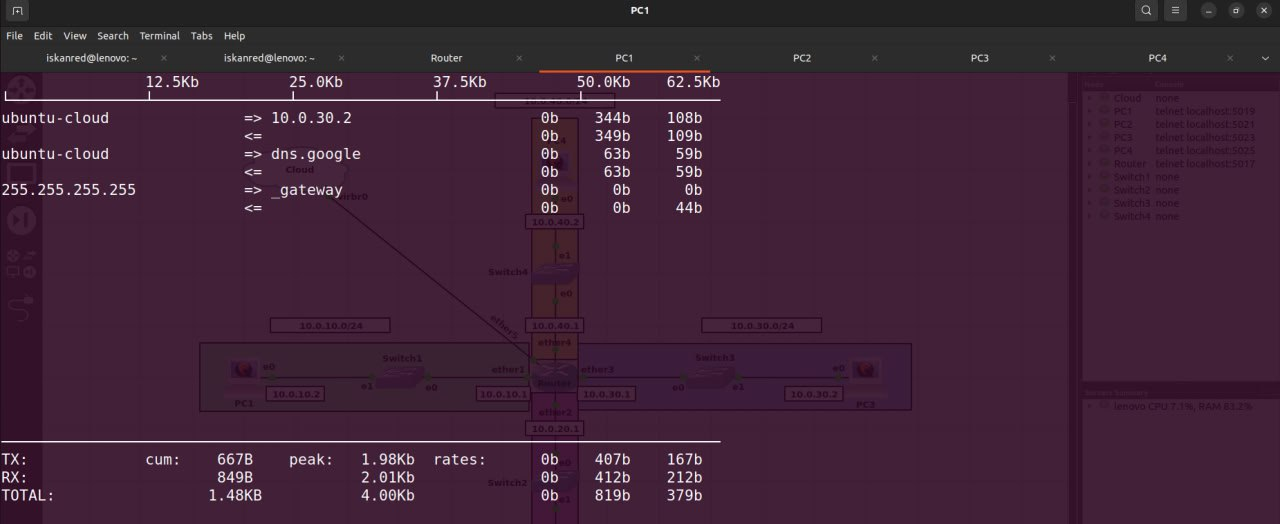 PC1
File Edit View Search Terminal Tabs Help
iskanred@lenovo: ~ × iskanred@lenovo: ~ × Router × PC1 × PC2 × PC3 × PC4 ×
12.5Kb 25.0Kb 37.5Kb 50.0Kb 62.5Kb
ubuntu-cloud => 10.0.30.2 0b 344b 108b
<= 0b 349b 109b
ubuntu-cloud => dns.google 0b 63b 59b
<= 0b 63b 59b
255.255.255.255 => _gateway 0b 0b 0b
<= 0b 0b 44b
TX: cum: 667B peak: 1.98Kb rates: 0b 407b 167b
RX: 849B 2.01Kb 0b 412b 212b
TOTAL: 1.48KB 4.00Kb 0b 819b 379b
10.0.40.0/24
Cloud
virbr0
e0
10.0.40.2
e1
Switch4
e0
10.0.10.0/24
10.0.40.1
10.0.30.0/24
ether5
ether4
Switch1
Switch3
e0
ether1
ether3
e0
e1
e0
Router
e0
e1
10.0.10.2
10.0.10.1
10.0.30.1
10.0.30.2
PC1
PC3
ether2
10.0.20.1
e0
Switch2
e1
Node Console
Cloud none
PC1 telnet localhost:5019
PC2 telnet localhost:5021
PC3 telnet localhost:5023
PC4 telnet localhost:5025
Router telnet localhost:5017
Switch1 none
Switch2 none
Switch3 none
Switch4 none
Servers Summary
lenovo CPU 7.1%, RAM 83.2%